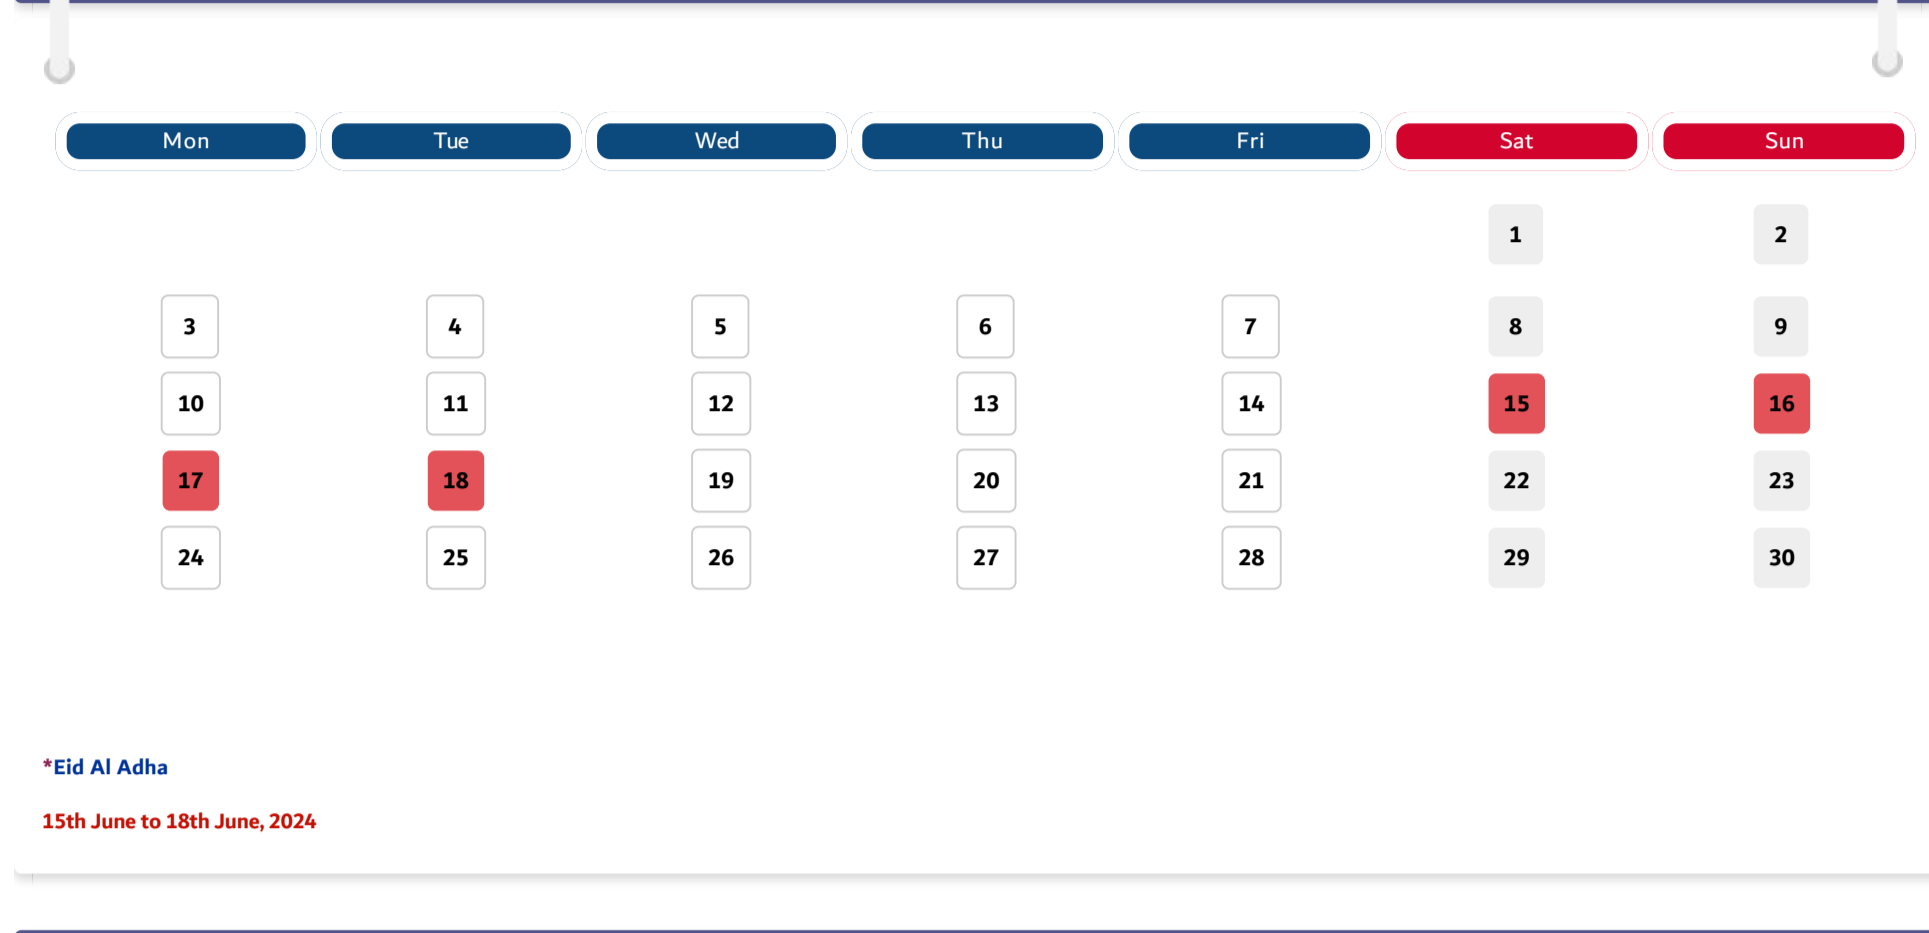 Mon Tue Wed Thu Fri Sat Sun
1 2
3 4 5 6 7 8 9
10 11 12 13 14 15 16
17 18 19 20 21 22 23
24 25 26 27 28 29 30
*Eid Al Adha
15th June to 18th June, 2024